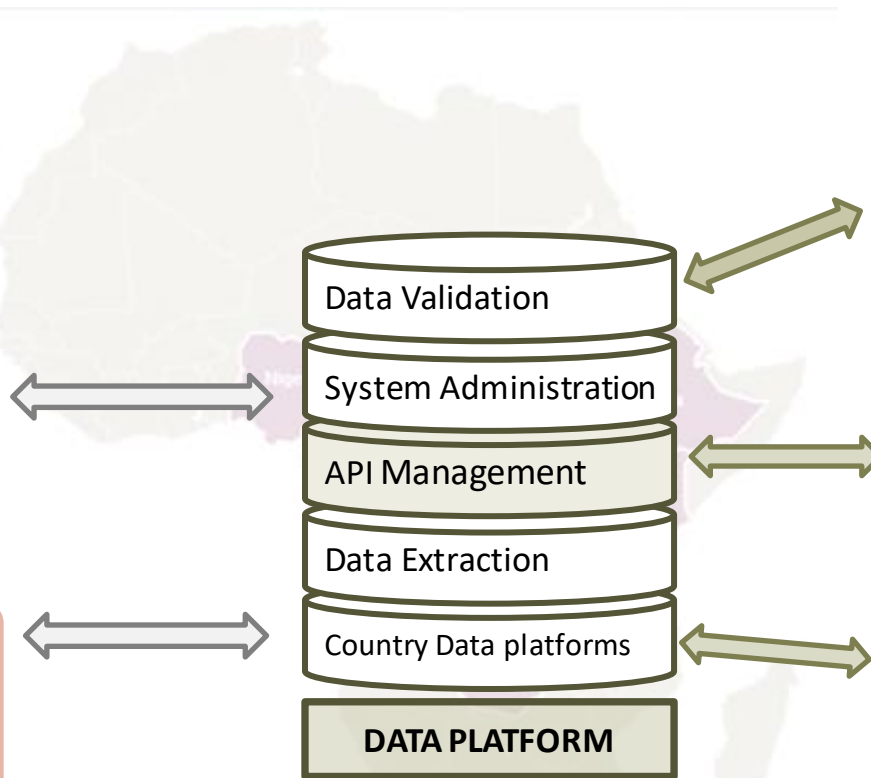 Data Validation
System Administration
API Management
Data Extraction
Country Data platforms
DATA PLATFORM